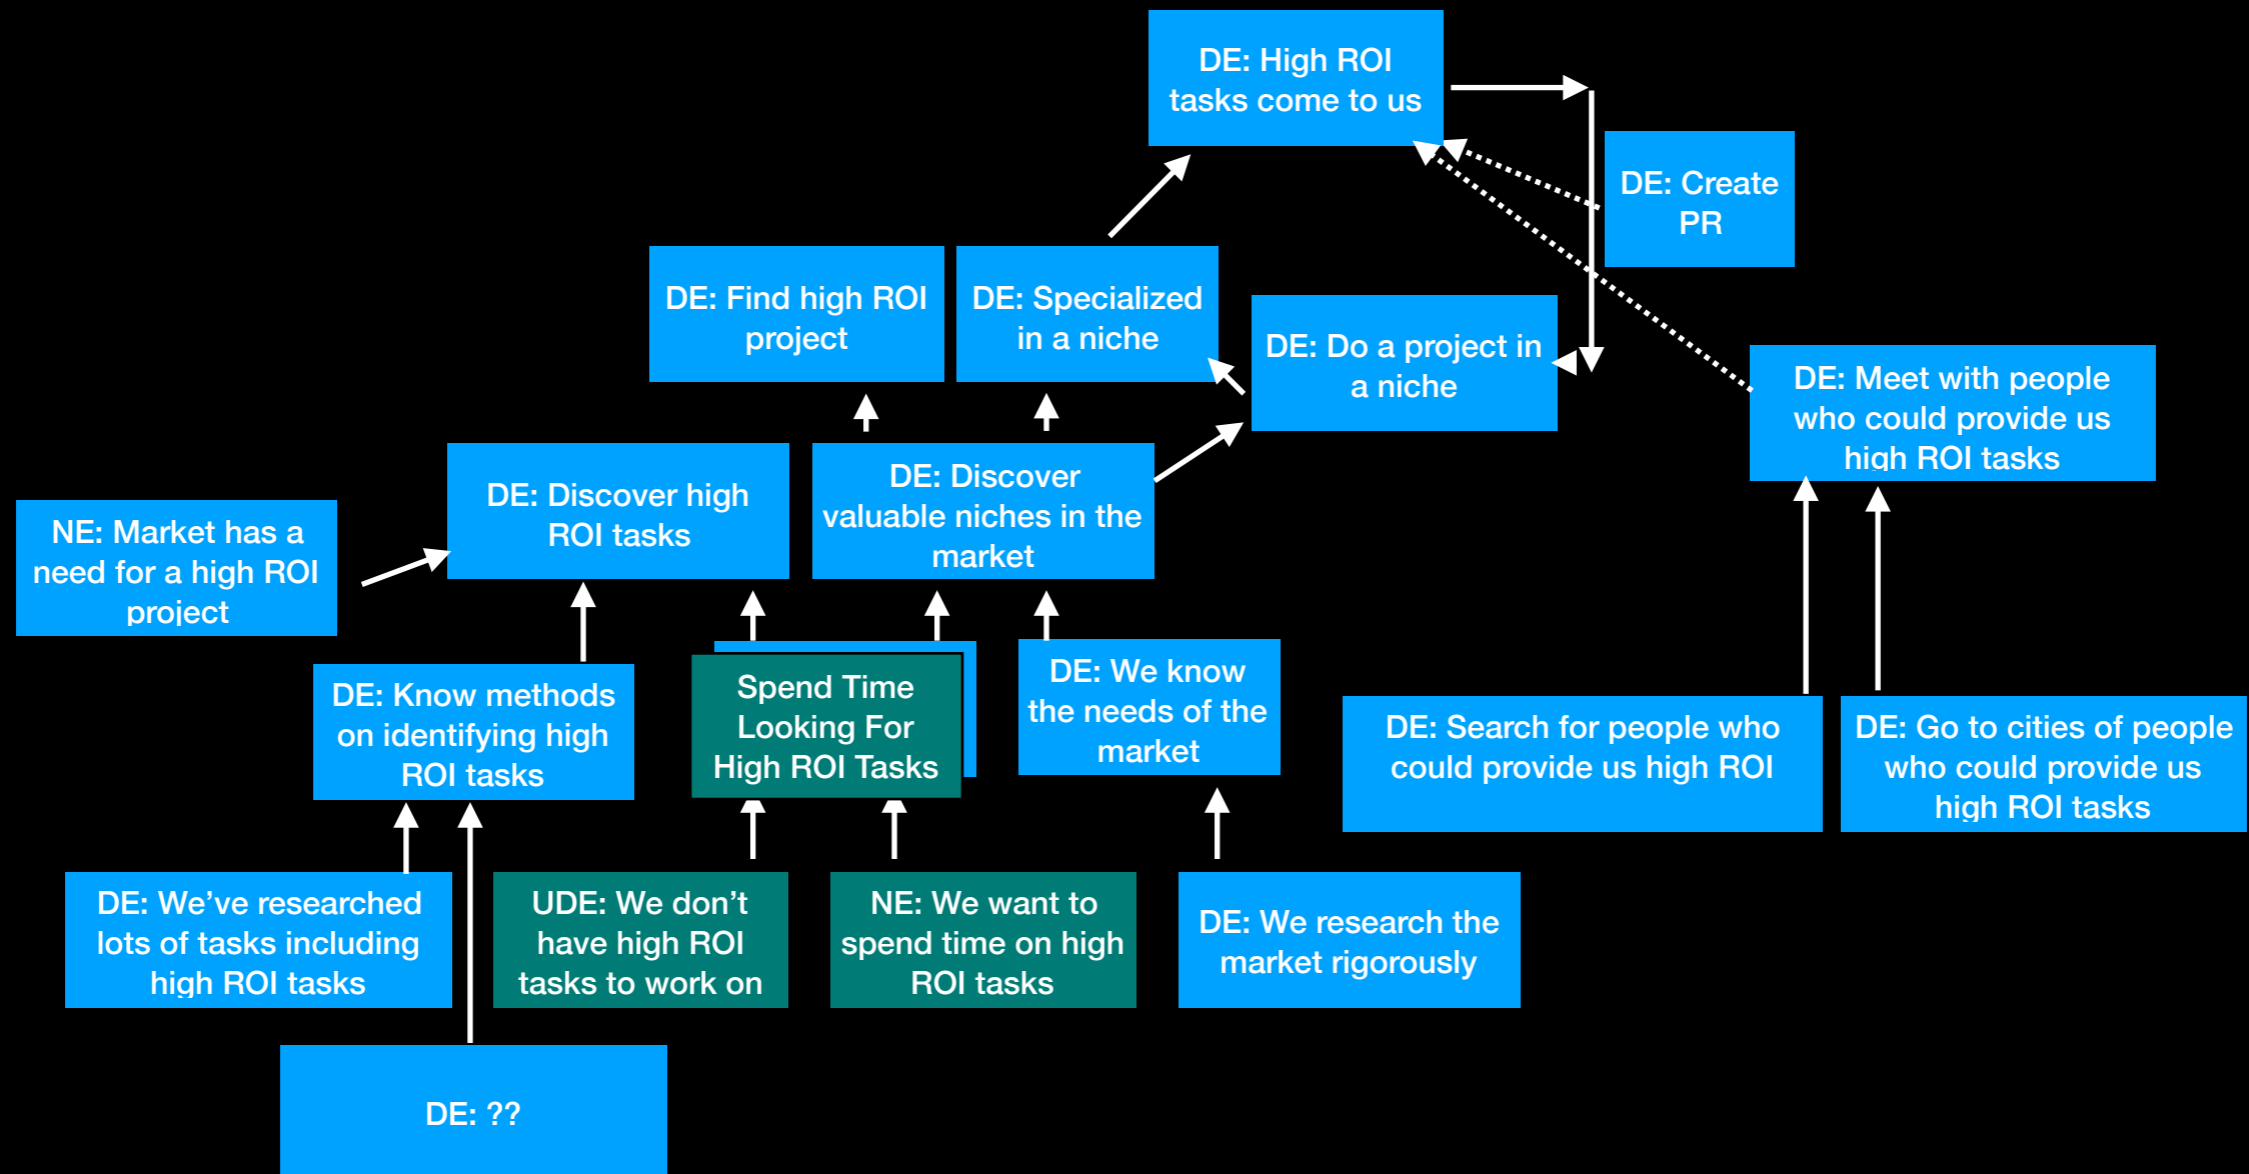 DE: High ROI
tasks come to us
DE: Create
PR
DE: Find high ROI
project
DE: Specialized
in a niche
DE: Do a project in
a niche
DE: Meet with people
who could provide us
high ROI tasks
DE: Discover high
ROI tasks
DE: Discover
valuable niches in the
market
NE: Market has a
need for a high ROI
project
DE: Know methods
on identifying high
ROI tasks
Spend Time
Looking For
High ROI Tasks
DE: We know
the needs of the
market
DE: Search for people who
could provide us high ROI
DE: Go to cities of people
who could provide us
high ROI tasks
DE: We’ve researched
lots of tasks including
high ROI tasks
UDE: We don’t
have high ROI
tasks to work on
NE: We want to
spend time on high
ROI tasks
DE: We research the
market rigorously
DE: ??